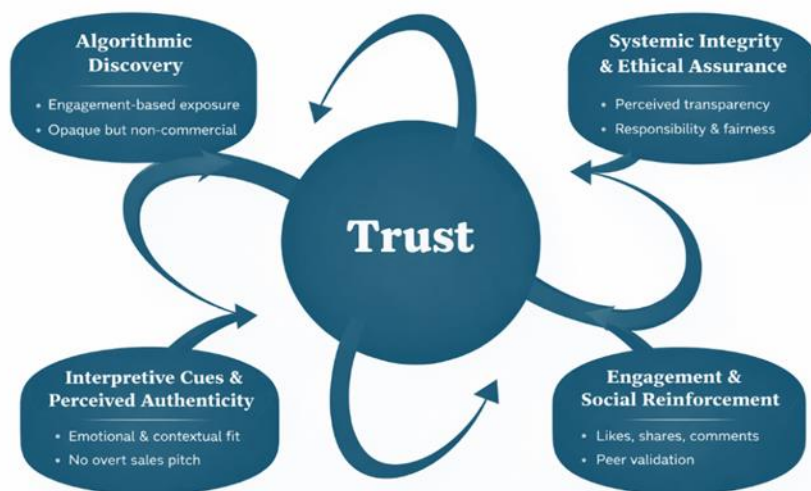 Algorithmic
Discovery
• Engagement-based exposure
• Opaque but non-commercial
Systemic Integrity
& Ethical Assurance
• Perceived transparency
• Responsibility & fairness
Trust
Interpretive Cues &
Perceived Authenticity
• Emotional & contextual fit
• No overt sales pitch
Engagement &
Social Reinforcement
• Likes, shares, comments
• Peer validation